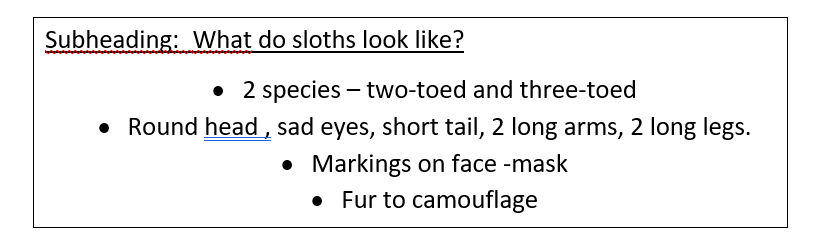 Subheading:  What do sloths look like?
• 2 species – two-toed and three-toed
• Round head , sad eyes, short tail, 2 long arms, 2 long legs.
• Markings on face -mask
• Fur to camouflage